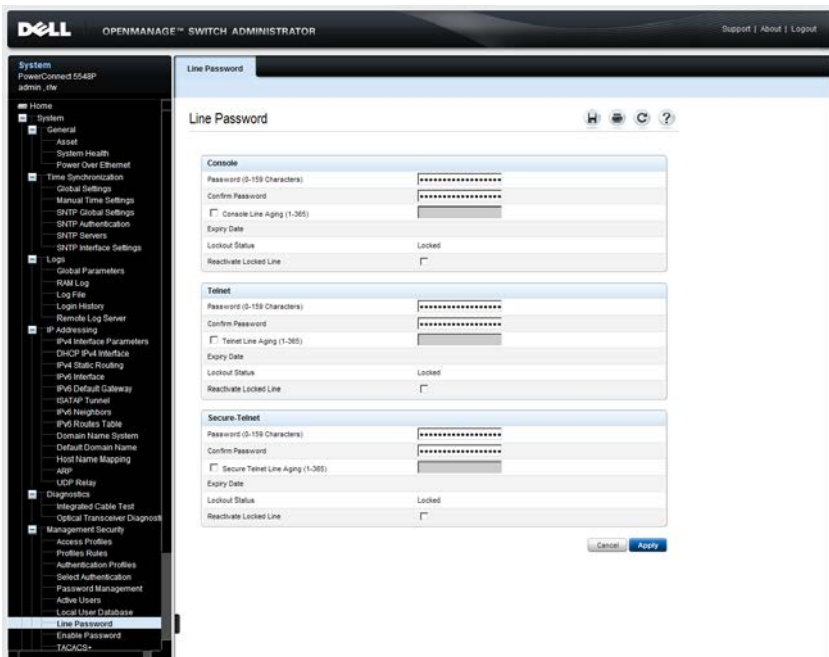 DELL OPENMANAGE™ SWITCH ADMINISTRATOR
Support | About | Logout
System
PowerConnect 5548P
admin , r/w
Home
System
General
Asset
System Health
Power Over Ethernet
Time Synchronization
Global Settings
Manual Time Settings
SNTP Global Settings
SNTP Authentication
SNTP Servers
SNTP Interface Settings
Logs
Global Parameters
RAM Log
Log File
Login History
Remote Log Server
IP Addressing
IPv4 Interface Parameters
DHCP IPv4 Interface
IPv4 Static Routing
IPv6 Interface
IPv6 Default Gateway
ISATAP Tunnel
IPv6 Neighbors
IPv6 Routes Table
Domain Name System
Default Domain Name
Host Name Mapping
ARP
UDP Relay
Diagnostics
Integrated Cable Test
Optical Transceiver Diagnosti
Management Security
Access Profiles
Profiles Rules
Authentication Profiles
Select Authentication
Password Management
Active Users
Local User Database
Line Password
Enable Password
TACACS+
Line Password
Line Password
Console
Password (0-159 Characters)
Confirm Password
Console Line Aging (1-365)
Expiry Date
Lockout Status Locked
Reactivate Locked Line
Telnet
Password (0-159 Characters)
Confirm Password
Telnet Line Aging (1-365)
Expiry Date
Lockout Status Locked
Reactivate Locked Line
Secure-Telnet
Password (0-159 Characters)
Confirm Password
Secure Telnet Line Aging (1-365)
Expiry Date
Lockout Status Locked
Reactivate Locked Line
Cancel Apply